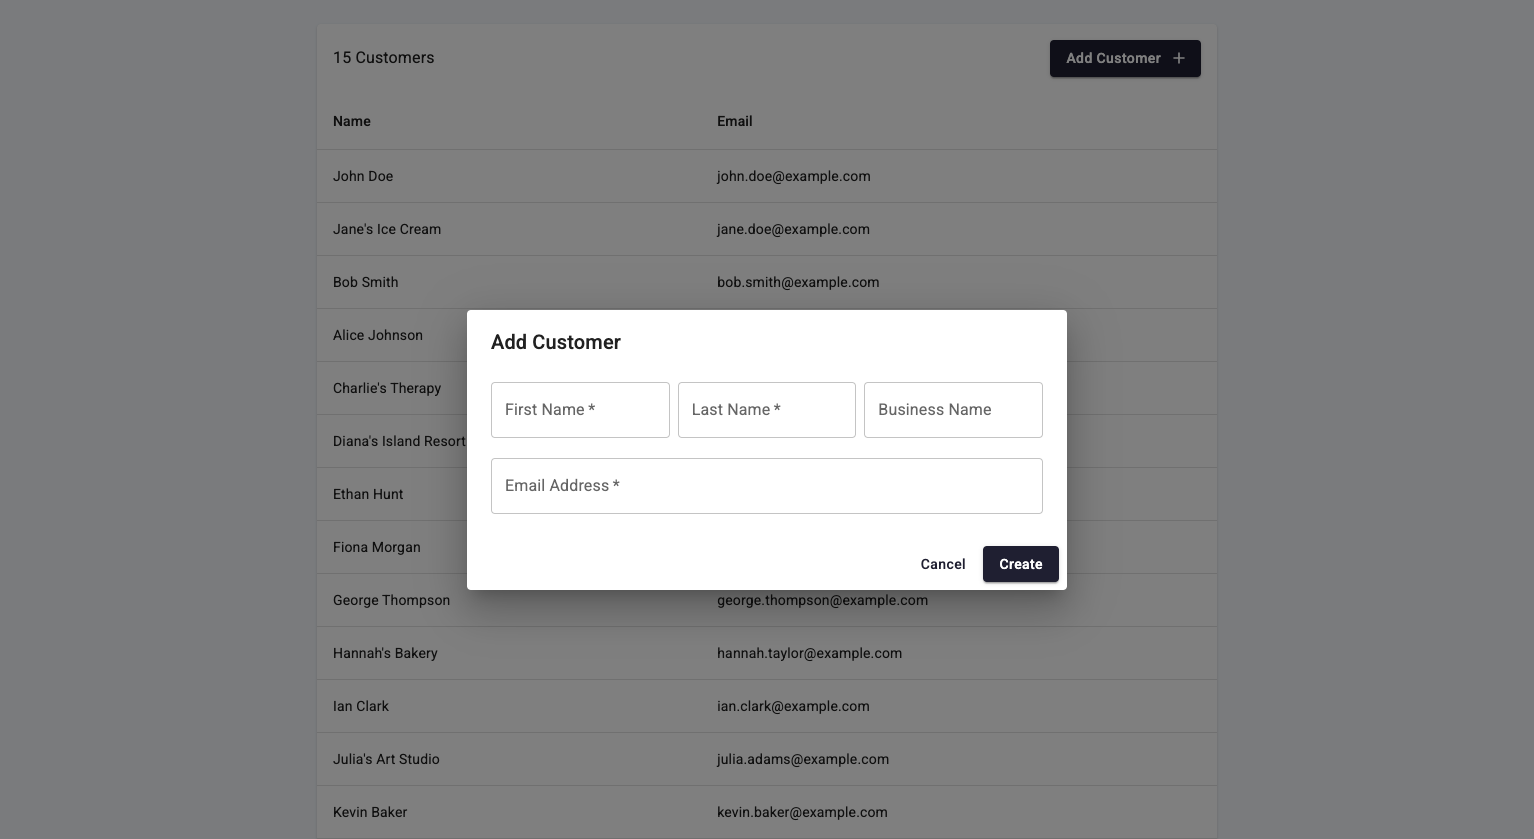 15 Customers
Add Customer +
Name Email
John Doe john.doe@example.com
Jane's Ice Cream jane.doe@example.com
Bob Smith bob.smith@example.com
Alice Johnson
Charlie's Therapy
Diana's Island Resort
Ethan Hunt
Fiona Morgan
Add Customer
First Name *
Last Name *
Business Name
Email Address *
Cancel
Create
George Thompson george.thompson@example.com
Hannah's Bakery hannah.taylor@example.com
Ian Clark ian.clark@example.com
Julia's Art Studio julia.adams@example.com
Kevin Baker kevin.baker@example.com